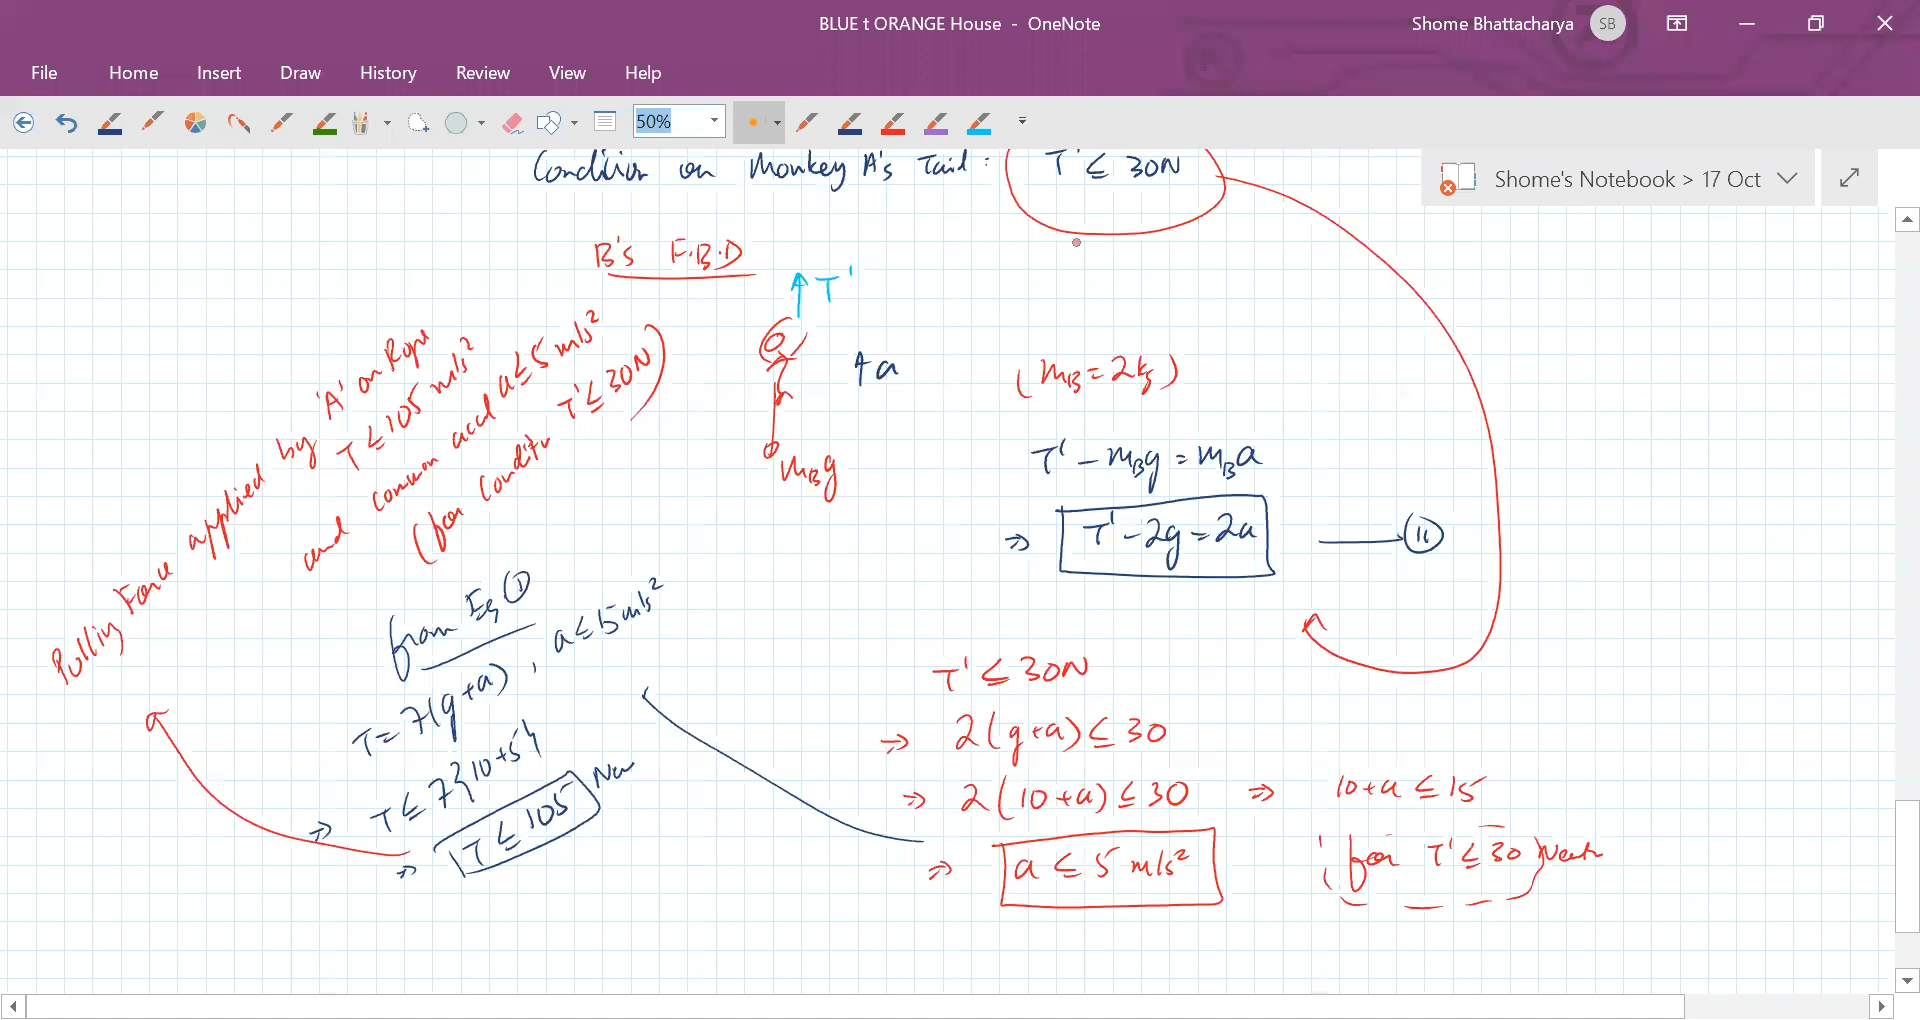 BLUE t ORANGE House - OneNote
Shome Bhattacharya
SB
File Home Insert Draw History Review View Help
50%
Shome's Notebook > 17 Oct
Condition on Monkey A's Tail : T' ≤ 30N
B's F.B.D
T'
↑a
mBg
(mB = 2kg)
T' - mBg = mBa
⇒ T' - 2g = 2a
(ii)
T' ≤ 30N
⇒ 2(g+a) ≤ 30
⇒ 2(10+a) ≤ 30 ⇒ 10+a ≤ 15
⇒ a ≤ 5 m/s²
(for T' ≤ 30
Pulling Force applied by 'A' on Rope
T ≤ 105 m/s²
and common accl a ≤ 5 m/s²
(for Conditn T' ≤ 30N)
from Eq (1)
T = 7(g+a) , a ≤ 5 m/s²
⇒ T ≤ 7{10+5}
⇒ T ≤ 105